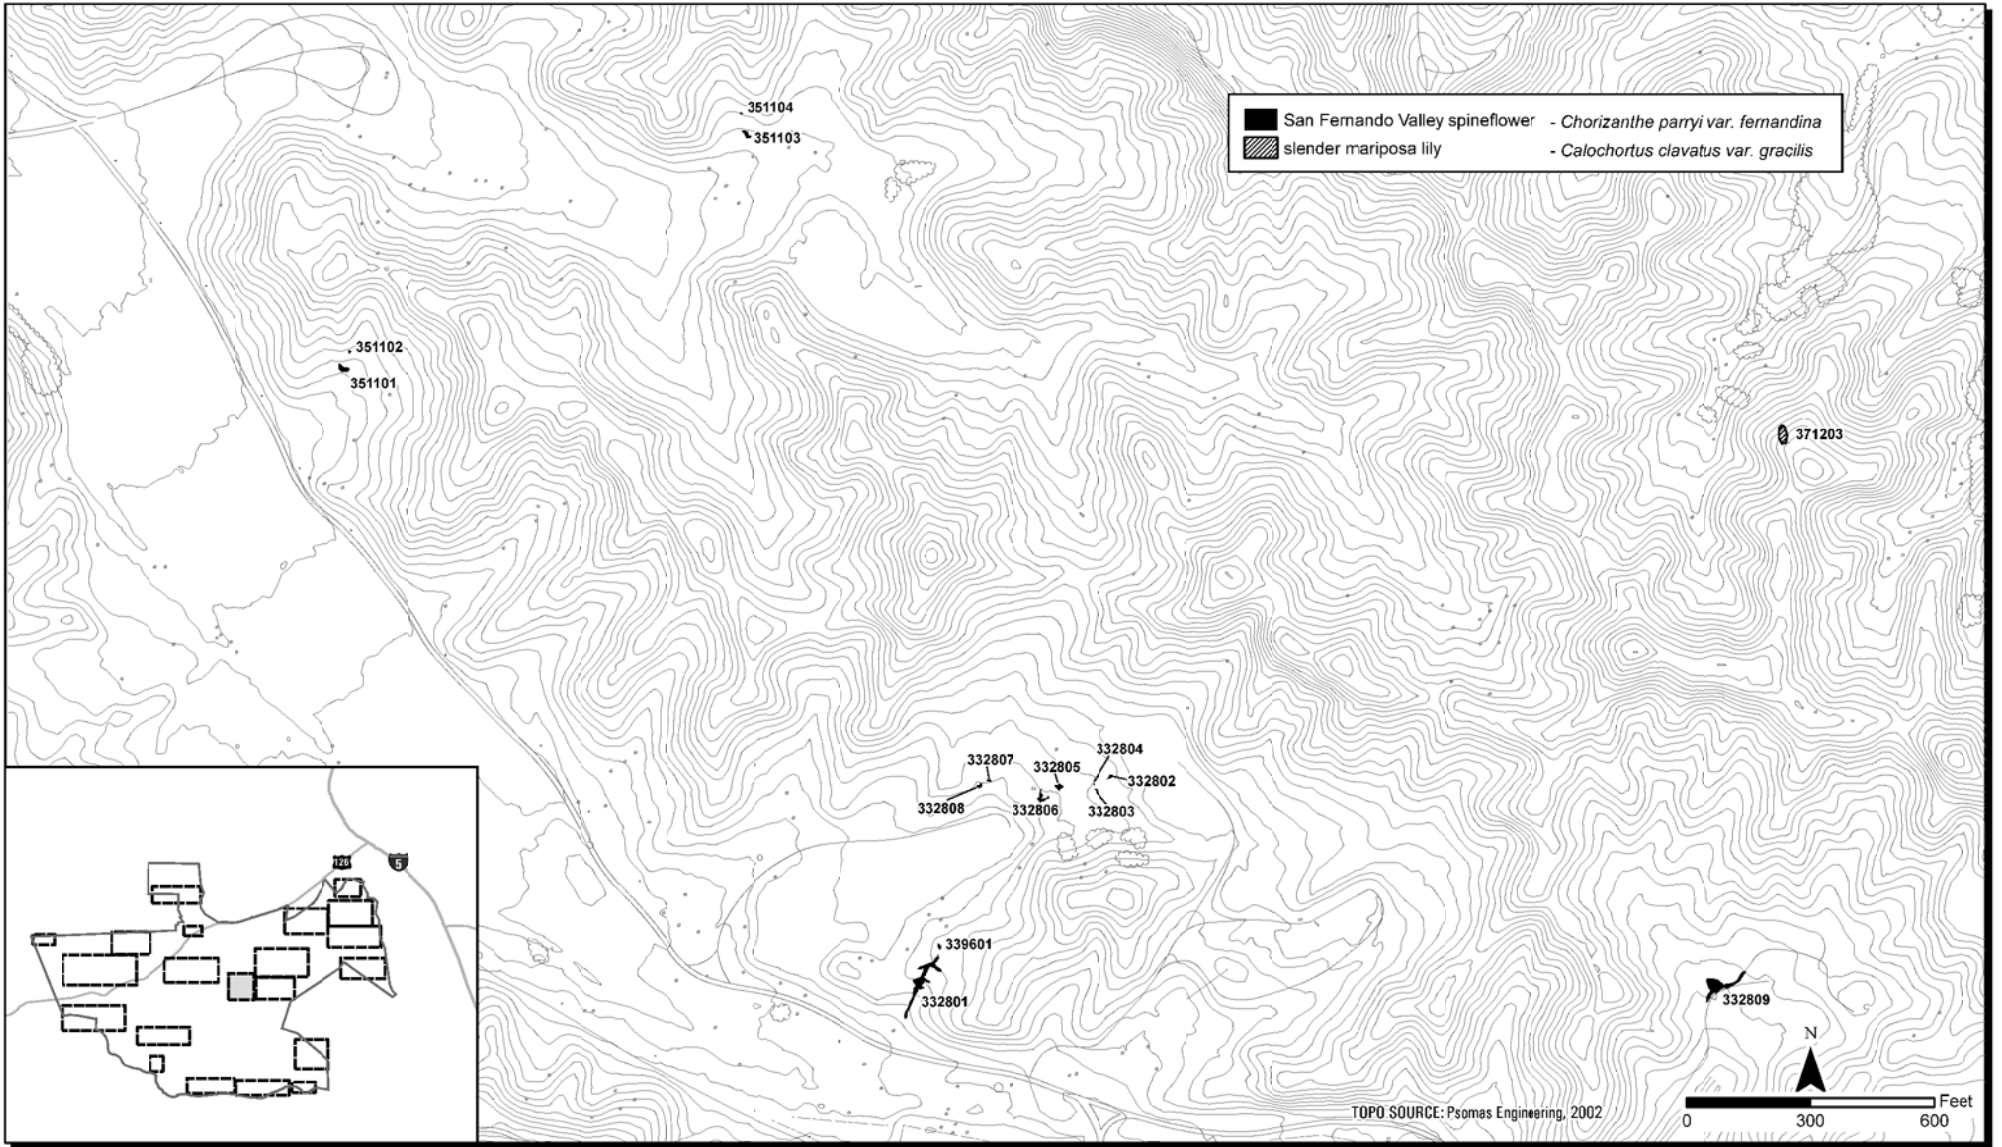 351104
351103
San Fernando Valley spineflower - Chorizanthe parryi var. fernandina
slender mariposa lily - Calochortus clavatus var. gracilis
351102
351101
371203
332804
332807
332805
332802
332808
332806
332803
126
5
339601
332801
332809
N
TOPO SOURCE: Psomas Engineering, 2002
Feet
0 300 600